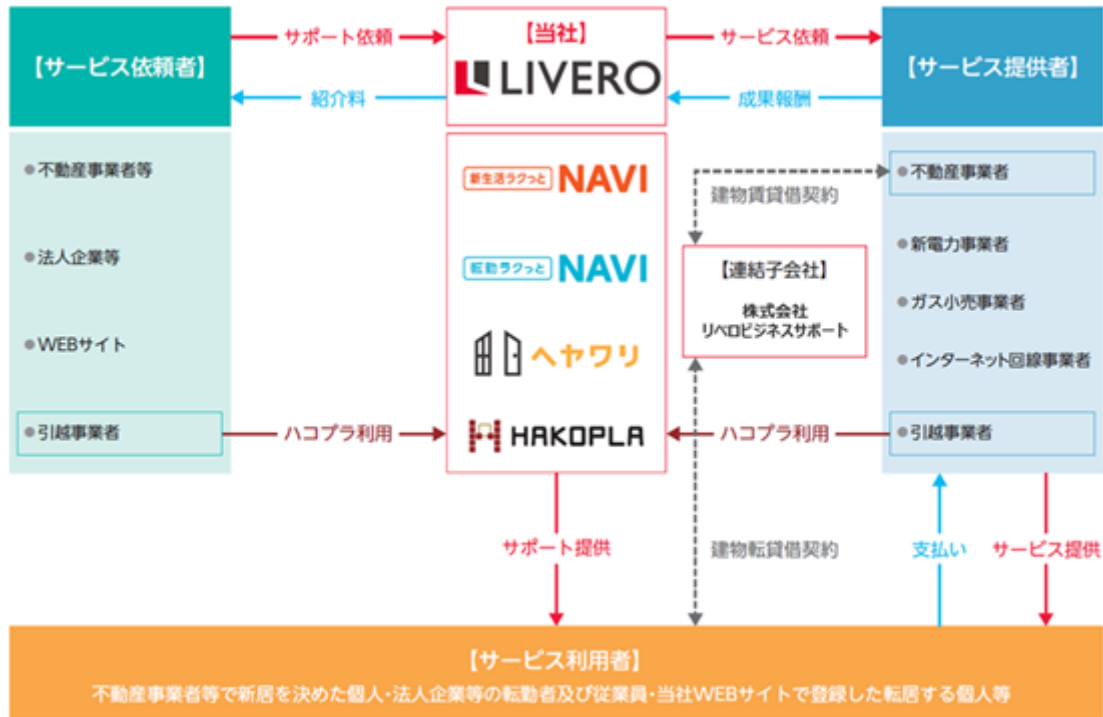 【サービス依頼者】
サポート依頼
紹介料
【当社】
LIVERO
サービス依頼
成果報酬
【サービス提供者】
●不動産事業者等
●法人企業等
●WEBサイト
●引越事業者
ハコプラ利用
新生活ラクっと NAVI
転勤ラクっと NAVI
ヘヤワリ
HAKOPLA
建物賃貸借契約
【連結子会社】
株式会社
リベロビジネスサポート
ハコプラ利用
●不動産事業者
●新電力事業者
●ガス小売事業者
●インターネット回線事業者
●引越事業者
サポート提供
建物転貸借契約
支払い
サービス提供
【サービス利用者】
不動産事業者等で新居を決めた個人・法人企業等の転勤者及び従業員・当社WEBサイトで登録した転居する個人等